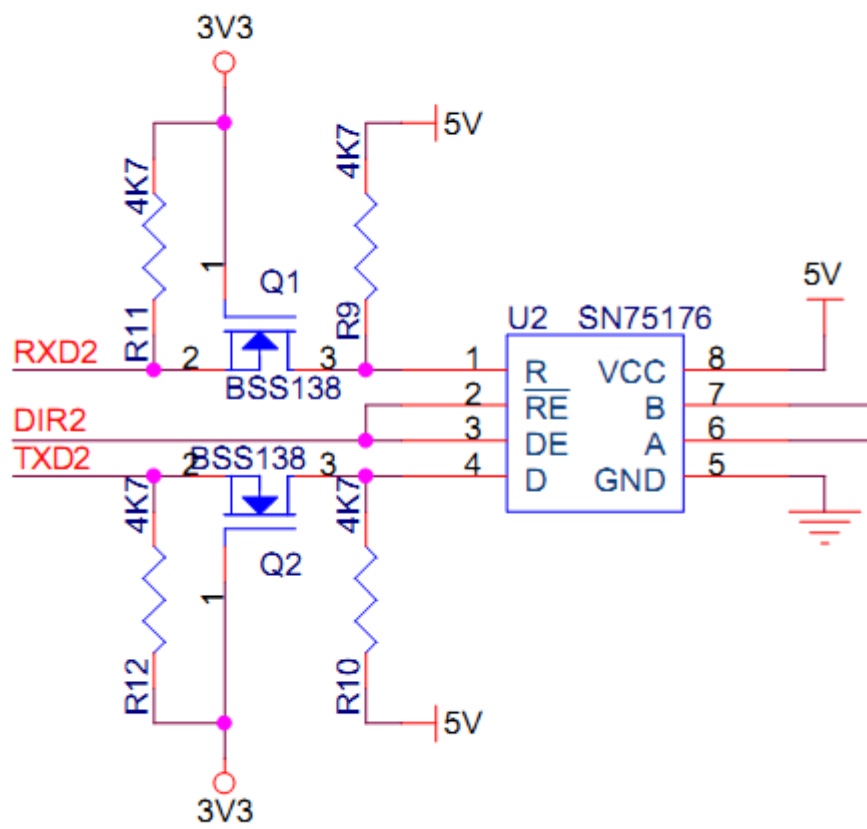 3V3
4K7
4K7
5V
1
Q1
R11
R9
5V
U2 SN75176
RXD2
2
3
BSS138
1
R
VCC
8
2
RE
B
7
DIR2
3
DE
A
6
TXD2
2
BSS138
3
4
D
GND
5
4K7
4K7
Q2
1
R12
R10
5V
3V3